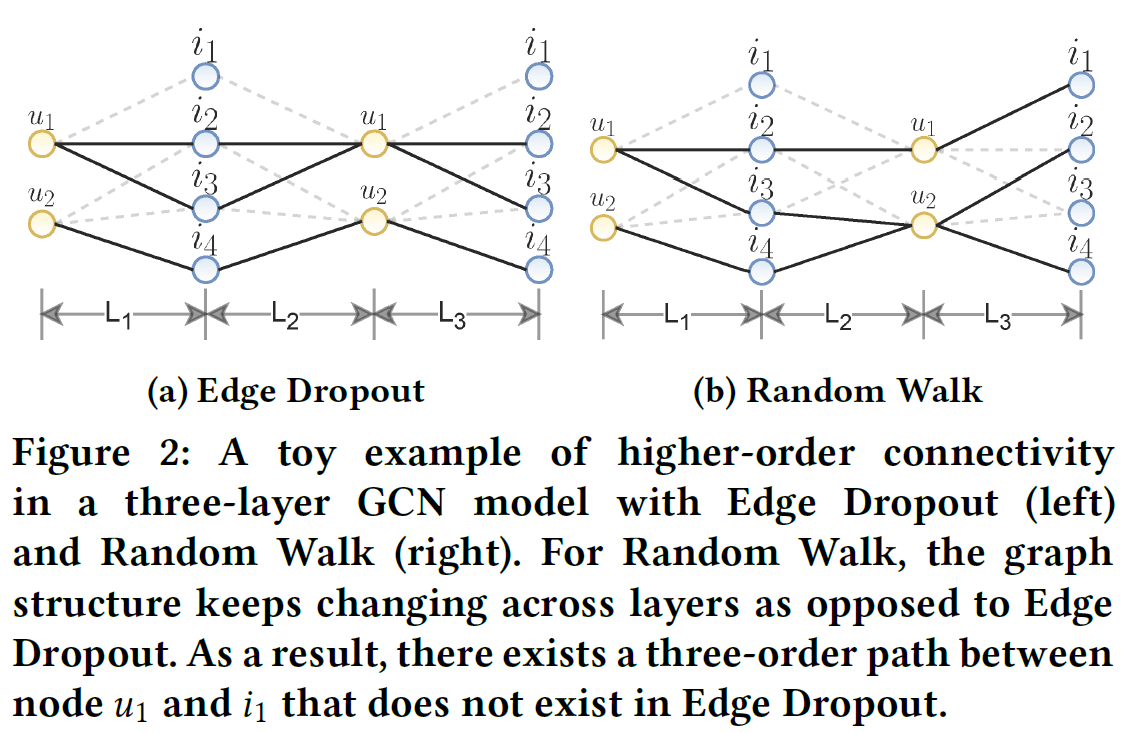 i1 i1
u1 i2 u1 i2
i3 i3
u2 u2
i4 i4
L1 L2 L3
(a) Edge Dropout
i1 i1
u1 i2 u1 i2
i3 i3
u2 u2
i4 i4
L1 L2 L3
(b) Random Walk
Figure 2: A toy example of higher-order connectivity
in a three-layer GCN model with Edge Dropout (left)
and Random Walk (right). For Random Walk, the graph
structure keeps changing across layers as opposed to Edge
Dropout. As a result, there exists a three-order path between
node u1 and i1 that does not exist in Edge Dropout.